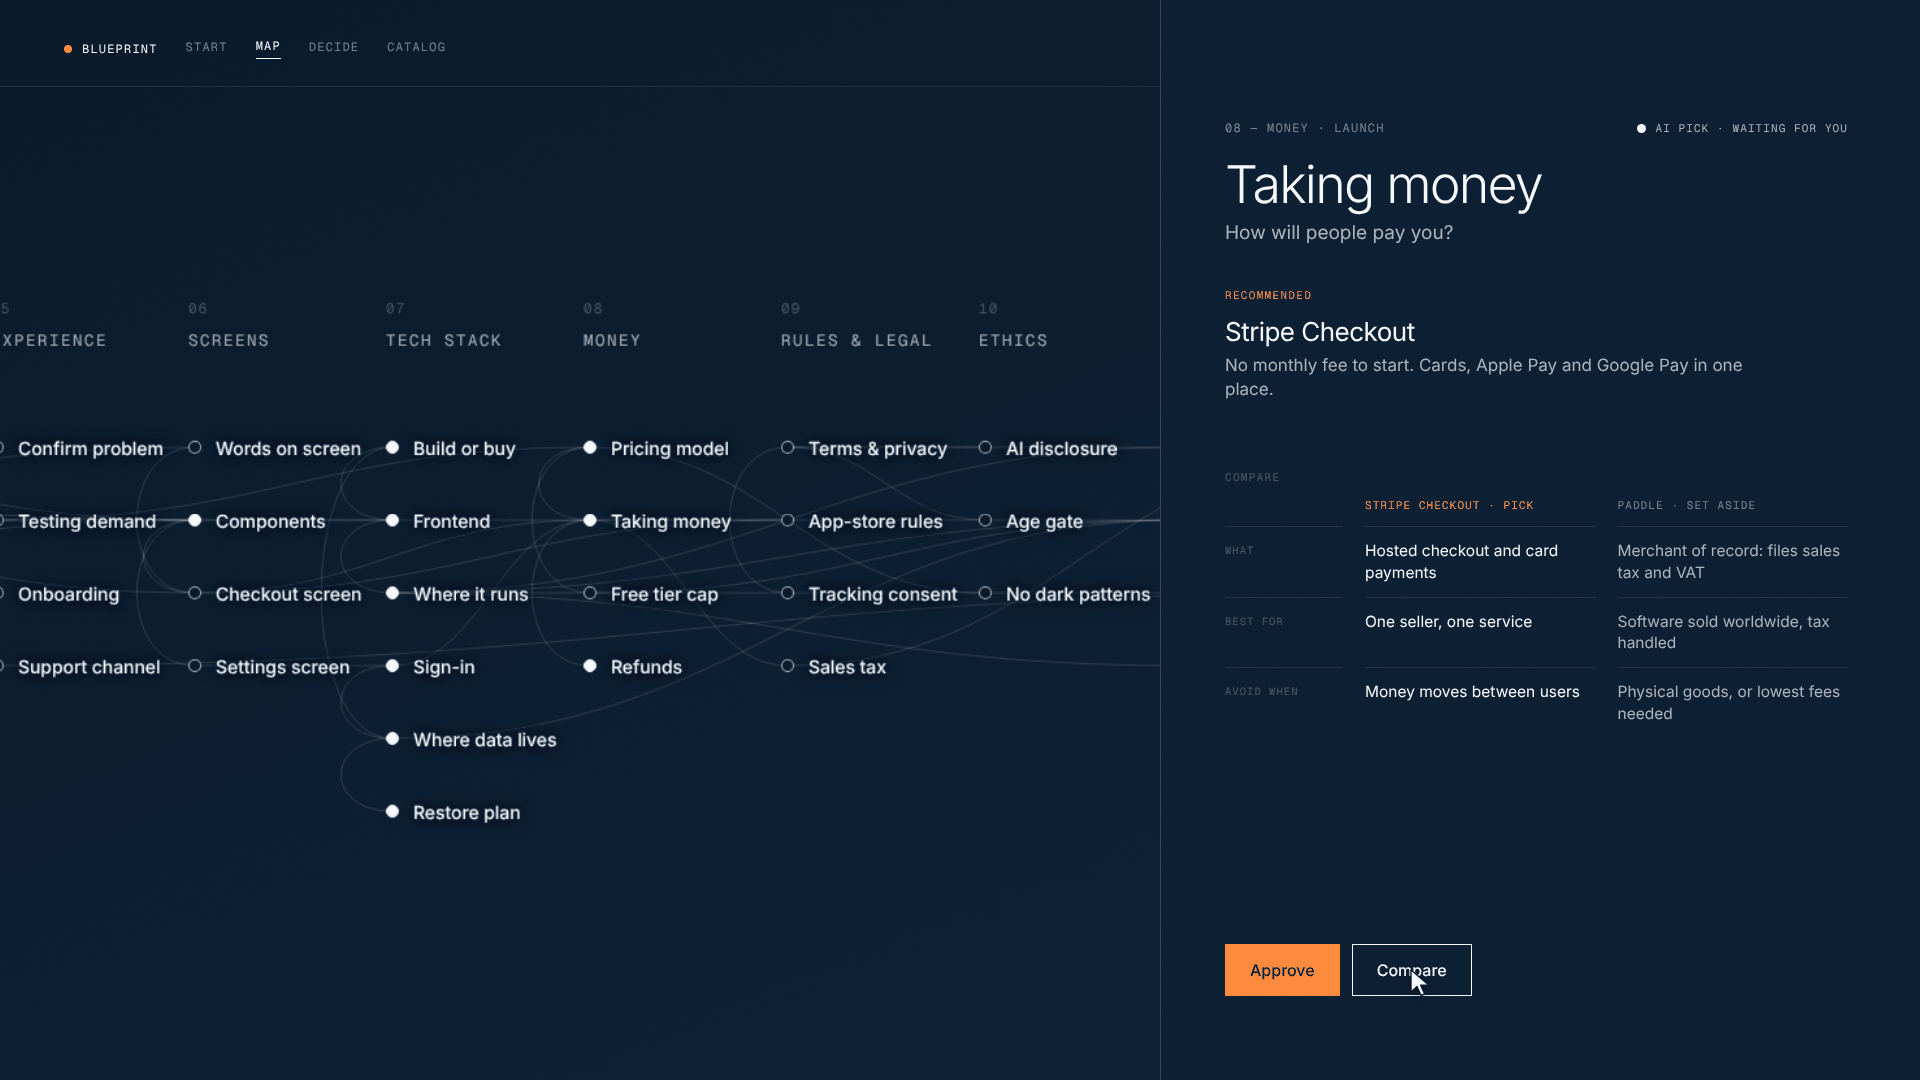 BLUEPRINT START MAP DECIDE CATALOG
5 06 07 08 09 10
XPERIENCE SCREENS TECH STACK MONEY RULES & LEGAL ETHICS
Confirm problem Words on screen Build or buy Pricing model Terms & privacy AI disclosure
Testing demand Components Frontend Taking money App-store rules Age gate
Onboarding Checkout screen Where it runs Free tier cap Tracking consent No dark patterns
Support channel Settings screen Sign-in Refunds Sales tax
Where data lives
Restore plan
08 — MONEY · LAUNCH AI PICK · WAITING FOR YOU
Taking money
How will people pay you?
RECOMMENDED
Stripe Checkout
No monthly fee to start. Cards, Apple Pay and Google Pay in one
place.
COMPARE
STRIPE CHECKOUT · PICK PADDLE · SET ASIDE
WHAT Hosted checkout and card Merchant of record: files sales
payments tax and VAT
BEST FOR One seller, one service Software sold worldwide, tax
handled
AVOID WHEN Money moves between users Physical goods, or lowest fees
needed
Approve Compare